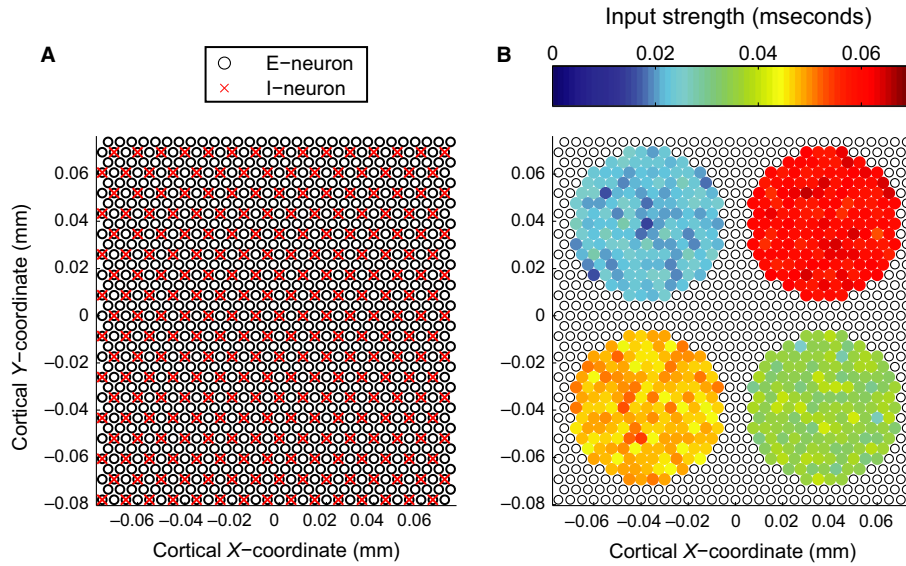 Input strength (mseconds)
A
E−neuron
I−neuron
B
0 0.02 0.04 0.06
Cortical Y−coordinate (mm)
0.06
0.04
0.02
0
−0.02
−0.04
−0.06
−0.08
0.06
0.04
0.02
0
−0.02
−0.04
−0.06
−0.08
−0.06 −0.04 −0.02 0 0.02 0.04 0.06
−0.06 −0.04 −0.02 0 0.02 0.04 0.06
Cortical X−coordinate (mm)
Cortical X−coordinate (mm)